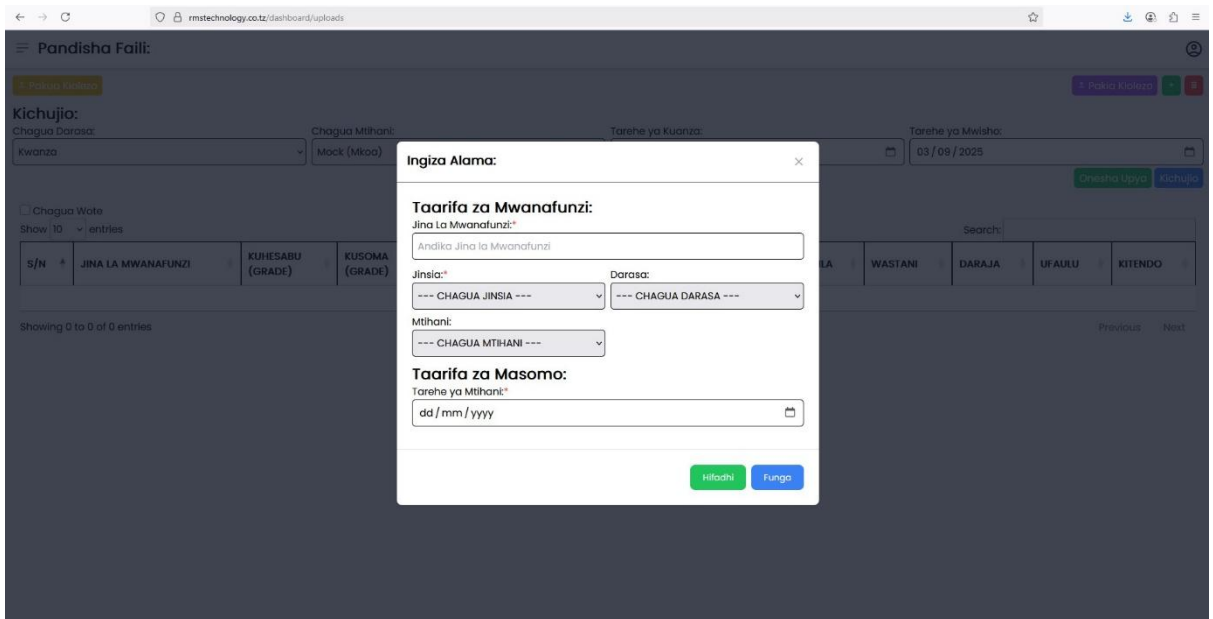 rmstechnology.co.tz/dashboard/uploads
Pandisha Faili:
Pakua Kiolezo
Pakia Kiolezo
Kichujio:
Chagua Darasa: Chagua Mtihani: Tarehe ya Kuanza: Tarehe ya Mwisho:
Kwanza Mock (Mkoa) 03/09/2025
Onesha Upya Kichujio
Chagua Wote
Show 10 entries Search:
S/N JINA LA MWANAFUNZI KUHESABU (GRADE) KUSOMA (GRADE) WASTANI DARAJA UFAULU KITENDO
Showing 0 to 0 of 0 entries Previous Next
Ingiza Alama: ×
Taarifa za Mwanafunzi:
Jina La Mwanafunzi:*
Andika Jina la Mwanafunzi
Jinsia:* Darasa:
--- CHAGUA JINSIA --- --- CHAGUA DARASA ---
Mtihani:
--- CHAGUA MTIHANI ---
Taarifa za Masomo:
Tarehe ya Mtihani:*
dd/mm/yyyy
Hifadhi Funga